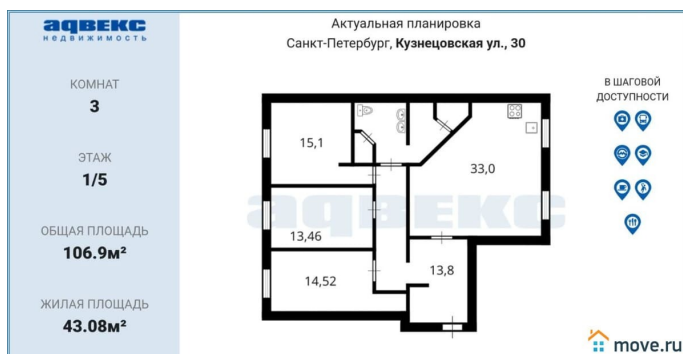 адвекс
недвижимость
КОМНАТ
3
ЭТАЖ
1/5
ОБЩАЯ ПЛОЩАДЬ
106.9м²
ЖИЛАЯ ПЛОЩАДЬ
43.08м²
Актуальная планировка
Санкт-Петербург, Кузнецовская ул., 30
15,1
33,0
адвекс
13,46
14,52
13,8
В ШАГОВОЙ
ДОСТУПНОСТИ
move.ru